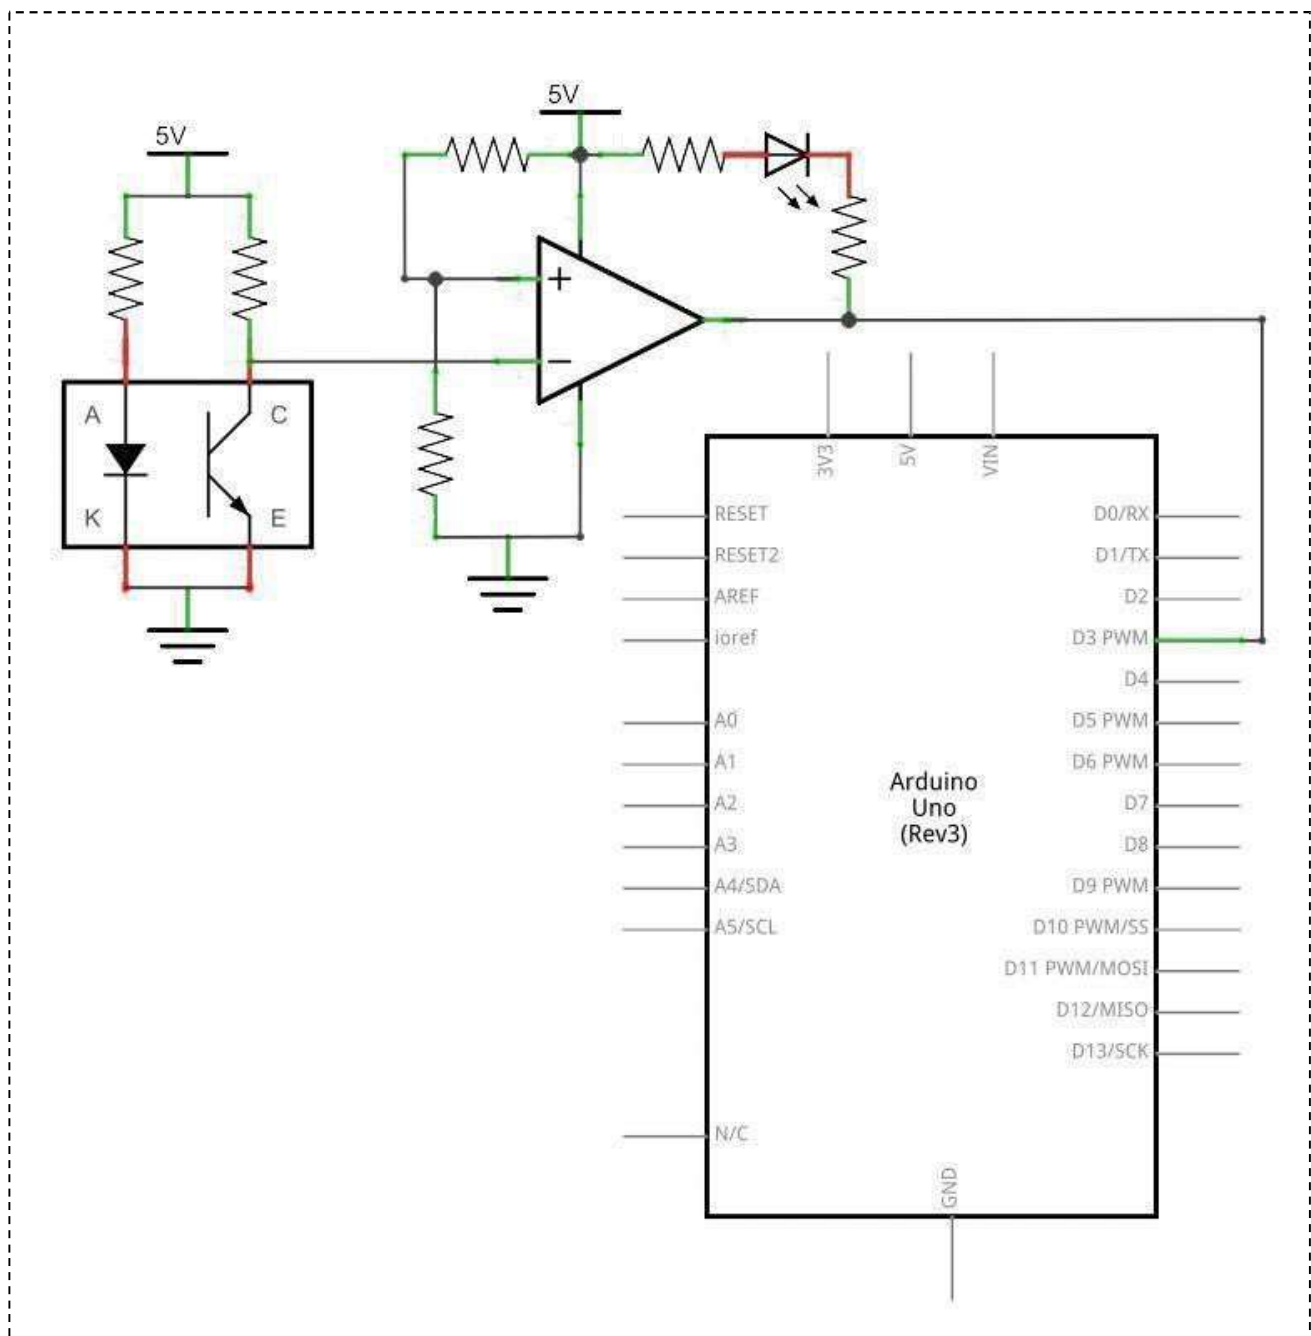 5V
5V
+
−
A
C
K
E
3V3
5V
VIN
RESET
D0/RX
RESET2
D1/TX
AREF
D2
ioref
D3 PWM
D4
A0
D5 PWM
A1
D6 PWM
A2
D7
A3
D8
A4/SDA
D9 PWM
A5/SCL
D10 PWM/SS
D11 PWM/MOSI
D12/MISO
D13/SCK
Arduino
Uno
(Rev3)
N/C
GND